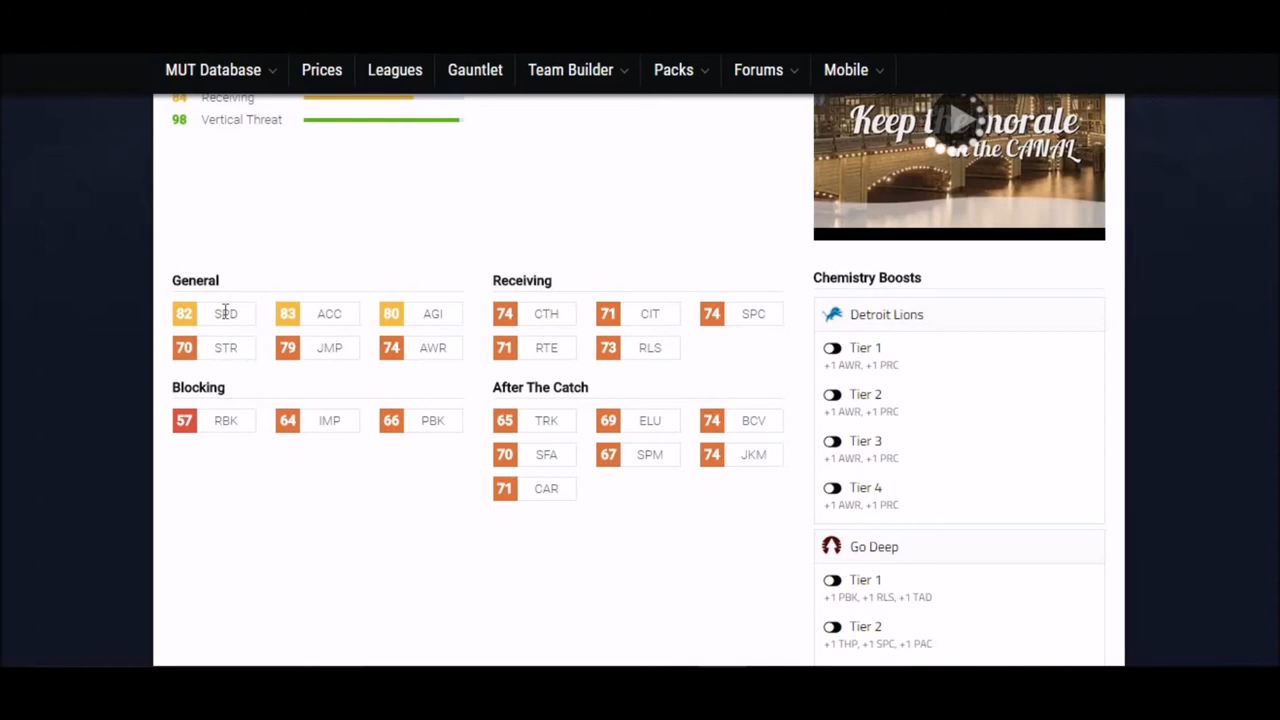 MUT Database Prices Leagues Gauntlet Team Builder Packs Forums Mobile
84 Receiving
98 Vertical Threat
Keep the morale
in the CANAL
General
82 SPD 83 ACC 80 AGI
70 STR 79 JMP 74 AWR
Blocking
57 RBK 64 IMP 66 PBK
Receiving
74 CTH 71 CIT 74 SPC
71 RTE 73 RLS
After The Catch
65 TRK 69 ELU 74 BCV
70 SFA 67 SPM 74 JKM
71 CAR
Chemistry Boosts
Detroit Lions
Tier 1
+1 AWR, +1 PRC
Tier 2
+1 AWR, +1 PRC
Tier 3
+1 AWR, +1 PRC
Tier 4
+1 AWR, +1 PRC
Go Deep
Tier 1
+1 PBK, +1 RLS, +1 TAD
Tier 2
+1 THP, +1 SPC, +1 PAC